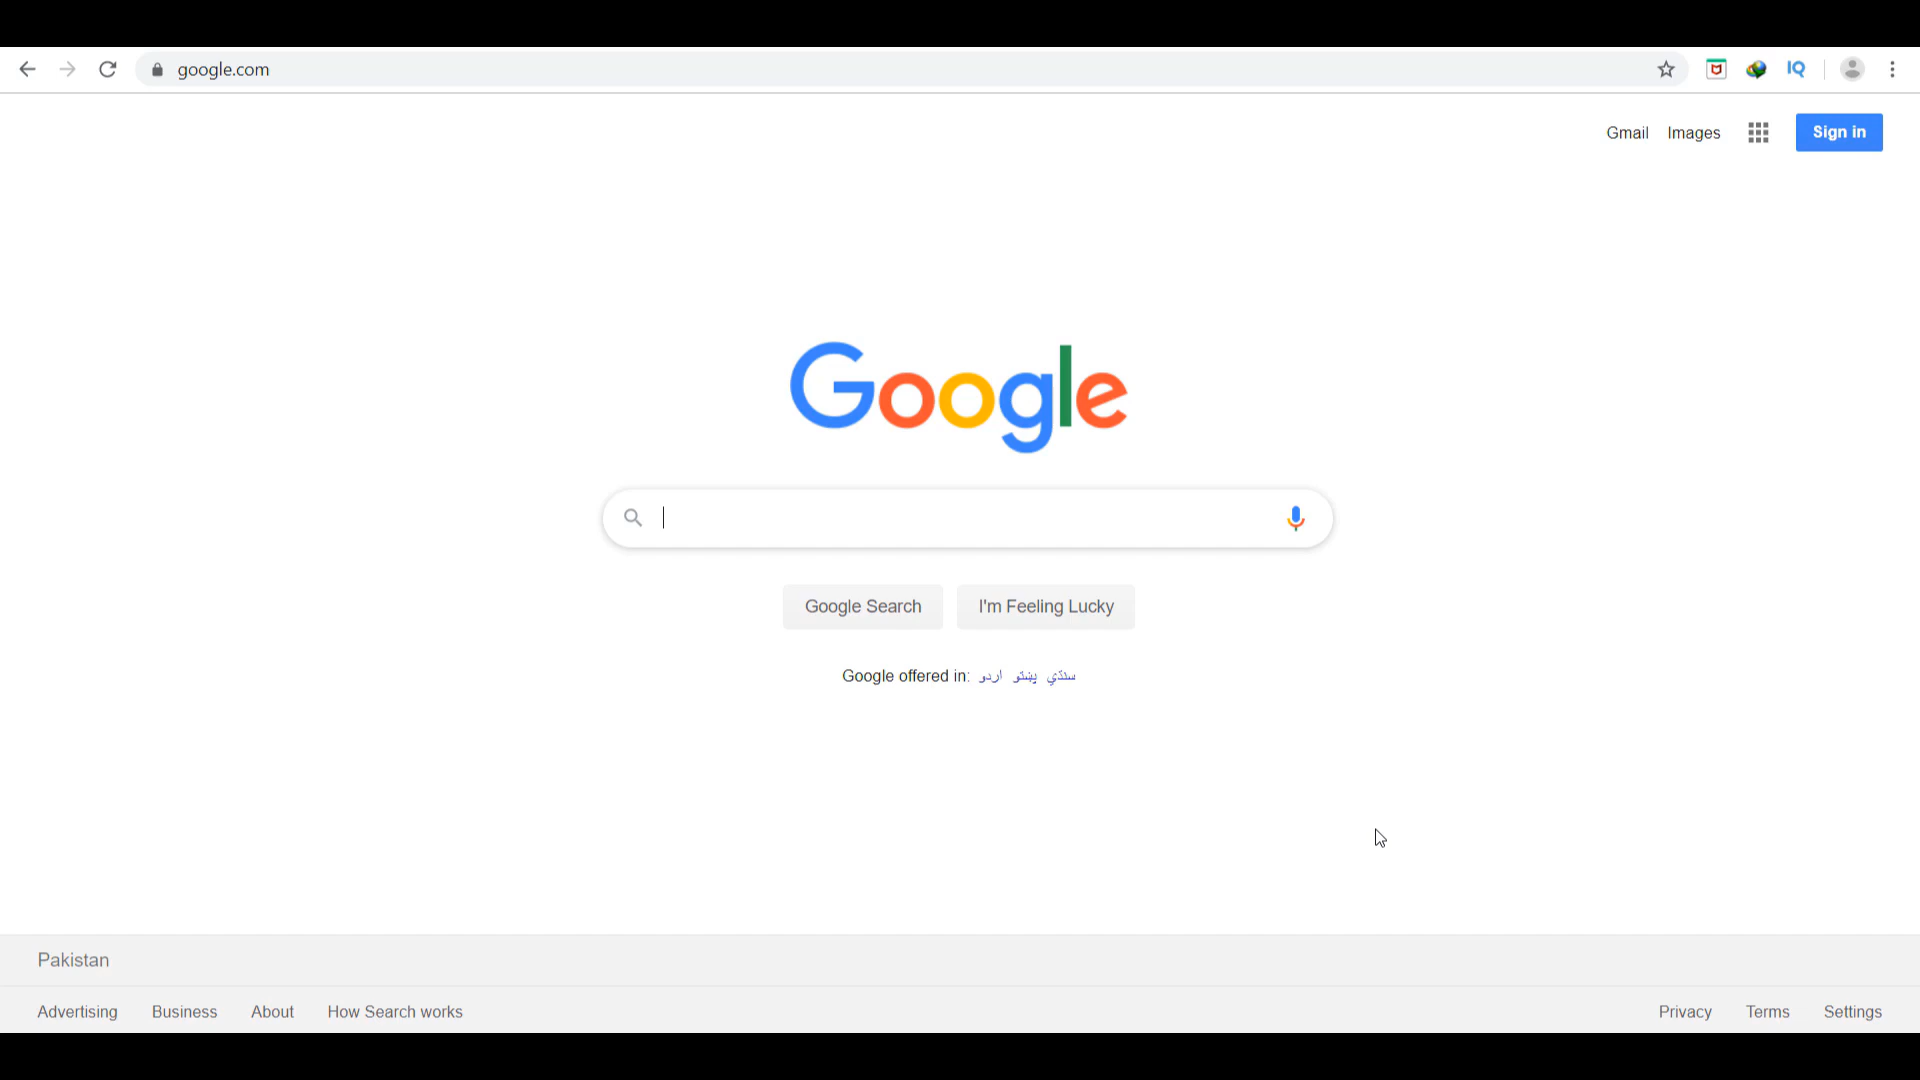 google.com
IQ
Gmail Images Sign in
Google
Google Search I'm Feeling Lucky
Google offered in: اردو پښتو سنڌي
Pakistan
Advertising Business About How Search works Privacy Terms Settings